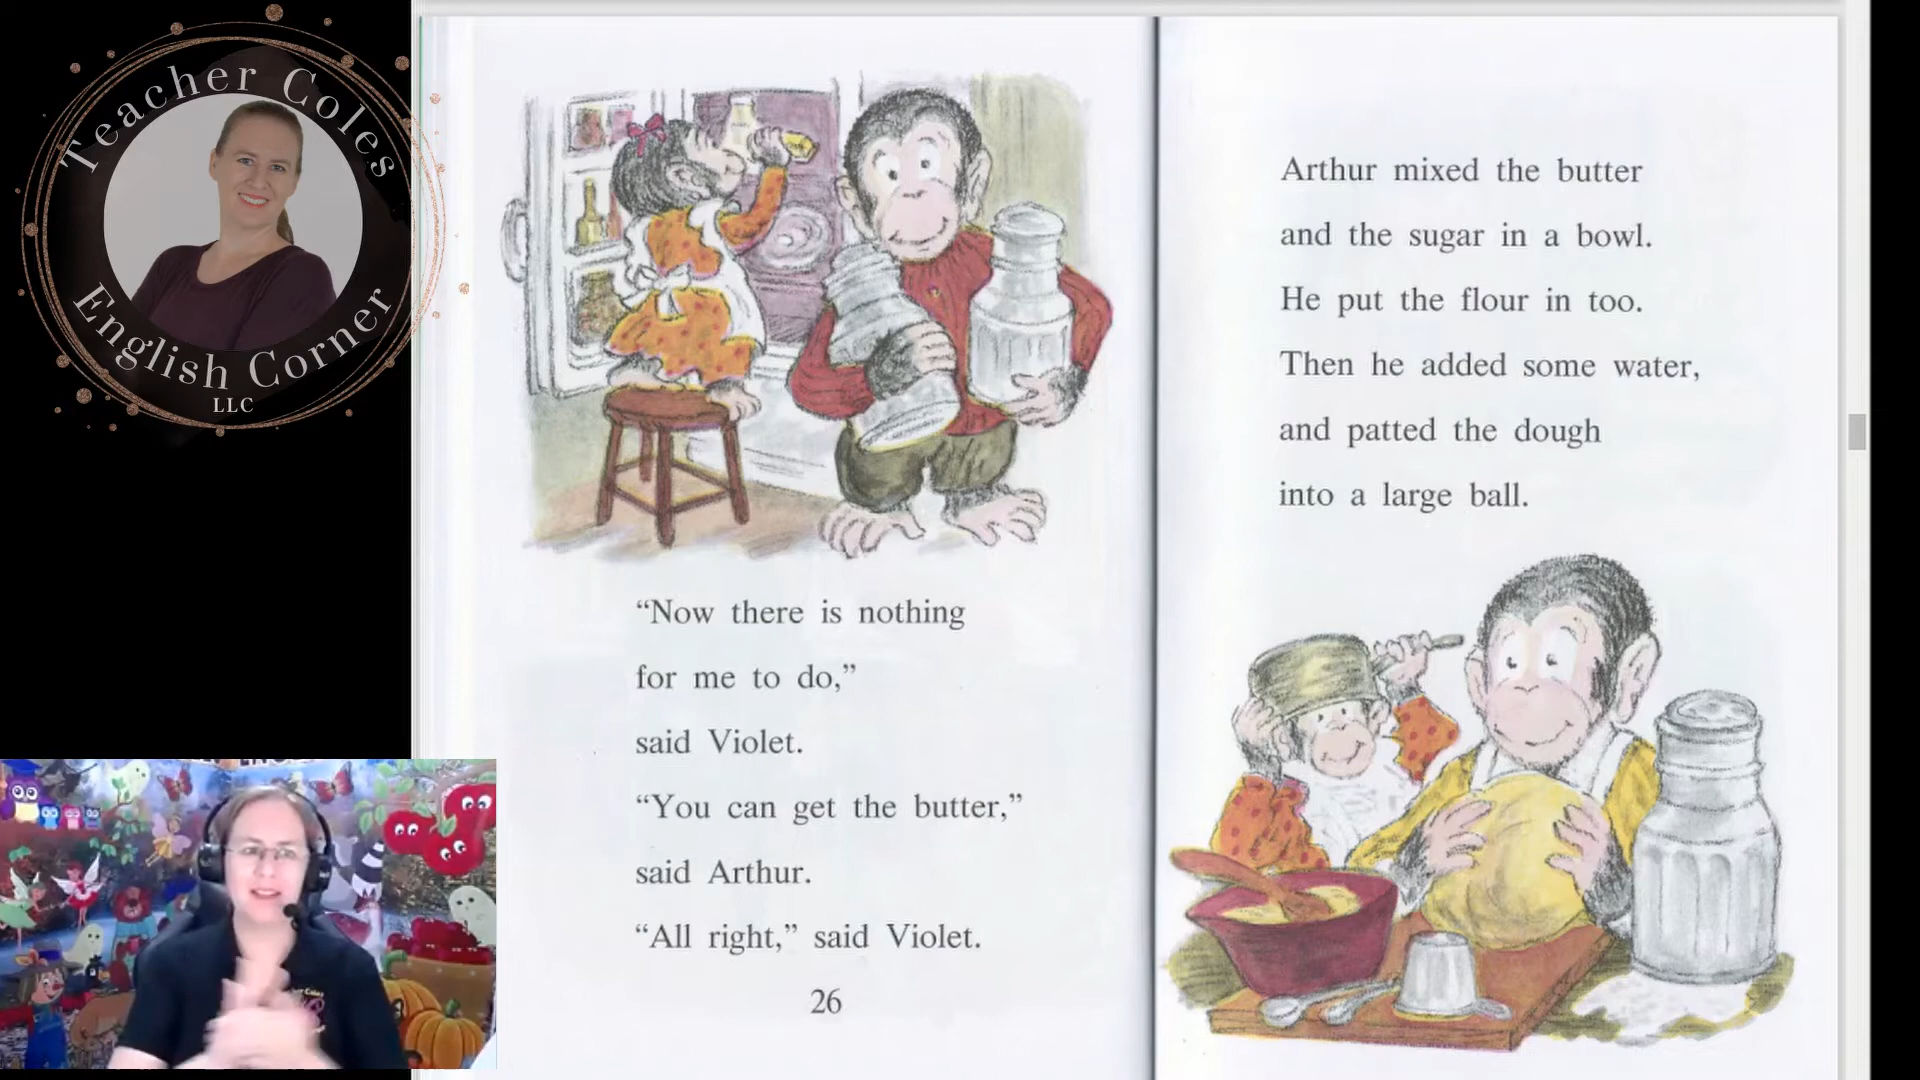 Teacher Coles
English Corner
LLC
“Now there is nothing
for me to do,”
said Violet.
“You can get the butter,”
said Arthur.
“All right,” said Violet.
26
Arthur mixed the butter
and the sugar in a bowl.
He put the flour in too.
Then he added some water,
and patted the dough
into a large ball.